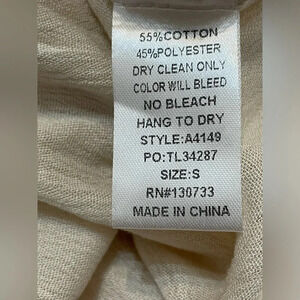 55%COTTON
45%POLYESTER
DRY CLEAN ONLY
COLOR WILL BLEED
NO BLEACH
HANG TO DRY
STYLE:A4149
PO:TL34287
SIZE:S
RN#130733
MADE IN CHINA